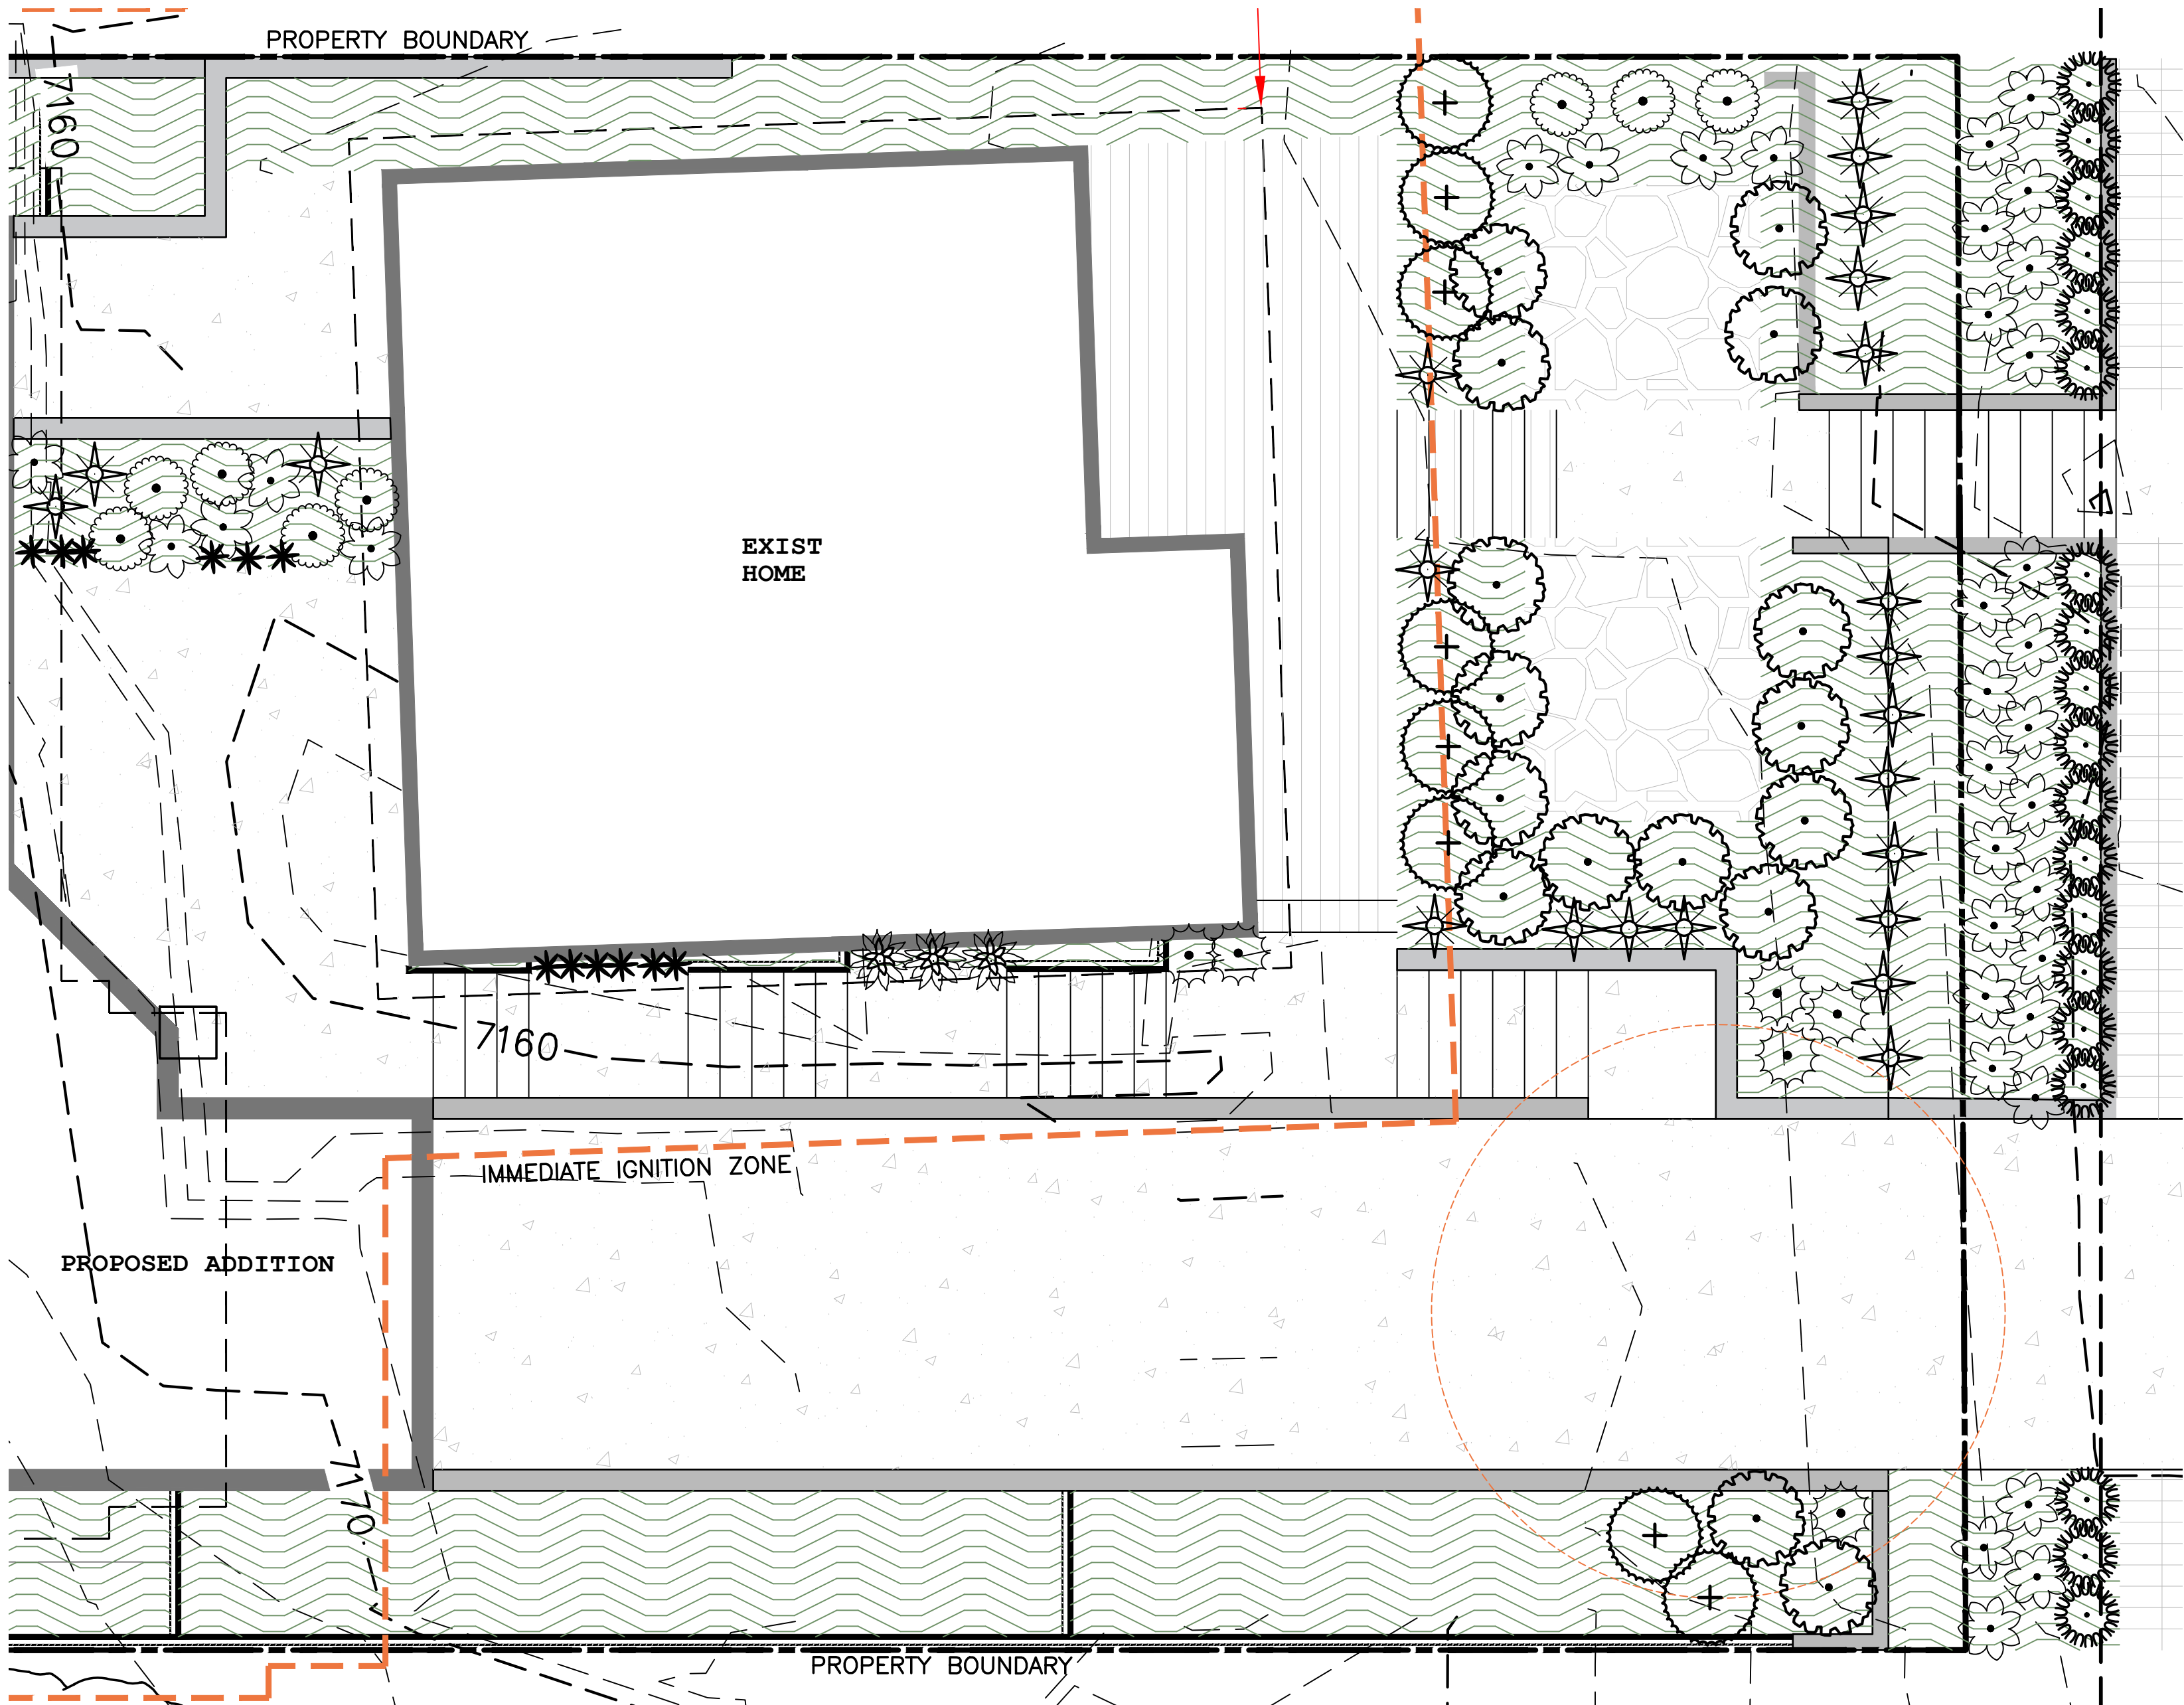 PROPERTY BOUNDARY
7160
EXIST
HOME
7160
IMMEDIATE IGNITION ZONE
PROPOSED ADDITION
7170
PROPERTY BOUNDARY